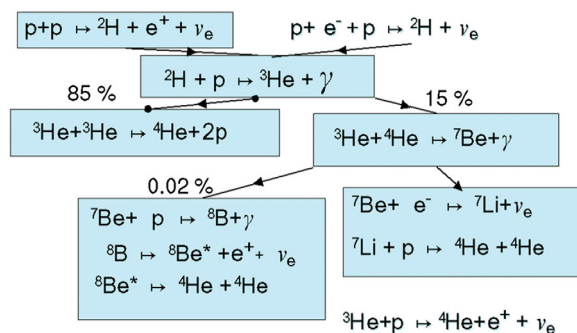 p+p → ²H + e⁺ + νₑ
p+ e⁻ + p → ²H + νₑ
²H + p → ³He + γ
85 %
15 %
³He+³He → ⁴He+2p
³He+⁴He → ⁷Be+γ
0.02 %
⁷Be+ p → ⁸B+γ
⁸B → ⁸Be* +e⁺+ νₑ
⁸Be* → ⁴He +⁴He
⁷Be+ e⁻ → ⁷Li+νₑ
⁷Li + p → ⁴He +⁴He
³He+p → ⁴He+e⁺ + νₑ